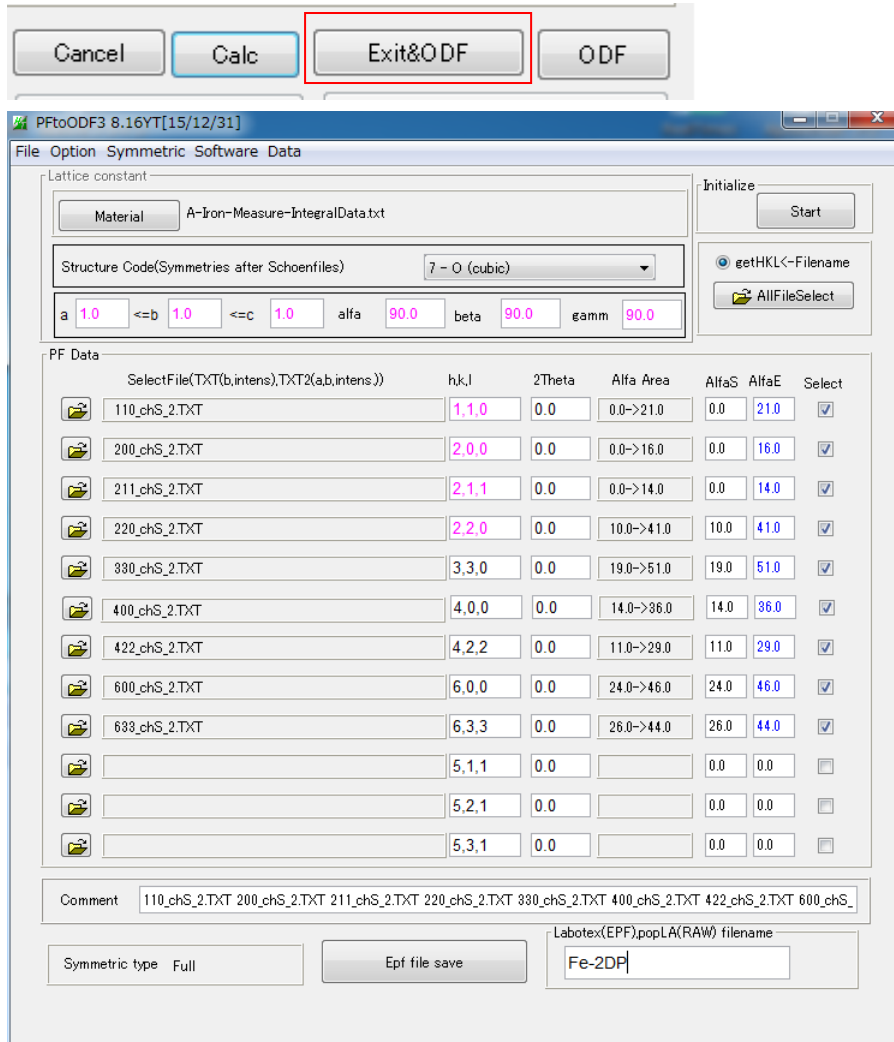 Cancel Calc Exit&ODF ODF
PFtoODF3 8.16YT[15/12/31]
File Option Symmetric Software Data
Lattice constant
Initialize
Material A-Iron-Measure-IntegralData.txt
Start
Structure Code(Symmetries after Schoenfiles) 7 - O (cubic)
getHKL<-Filename
AllFileSelect
a 1.0 <=b 1.0 <=c 1.0 alfa 90.0 beta 90.0 gamm 90.0
PF Data
SelectFile(TXT(b,intens),TXT2(a,b,intens.)) h,k,l 2Theta Alfa Area AlfaS AlfaE Select
110_chS_2.TXT 1,1,0 0.0 0.0->21.0 0.0 21.0
200_chS_2.TXT 2,0,0 0.0 0.0->16.0 0.0 16.0
211_chS_2.TXT 2,1,1 0.0 0.0->14.0 0.0 14.0
220_chS_2.TXT 2,2,0 0.0 10.0->41.0 10.0 41.0
330_chS_2.TXT 3,3,0 0.0 19.0->51.0 19.0 51.0
400_chS_2.TXT 4,0,0 0.0 14.0->36.0 14.0 36.0
422_chS_2.TXT 4,2,2 0.0 11.0->29.0 11.0 29.0
600_chS_2.TXT 6,0,0 0.0 24.0->46.0 24.0 46.0
633_chS_2.TXT 6,3,3 0.0 26.0->44.0 26.0 44.0
5,1,1 0.0 0.0 0.0
5,2,1 0.0 0.0 0.0
5,3,1 0.0 0.0 0.0
Comment 110_chS_2.TXT 200_chS_2.TXT 211_chS_2.TXT 220_chS_2.TXT 330_chS_2.TXT 400_chS_2.TXT 422_chS_2.TXT 600_chS_
Labotex(EPF),popLA(RAW) filename
Symmetric type Full Epf file save Fe-2DP